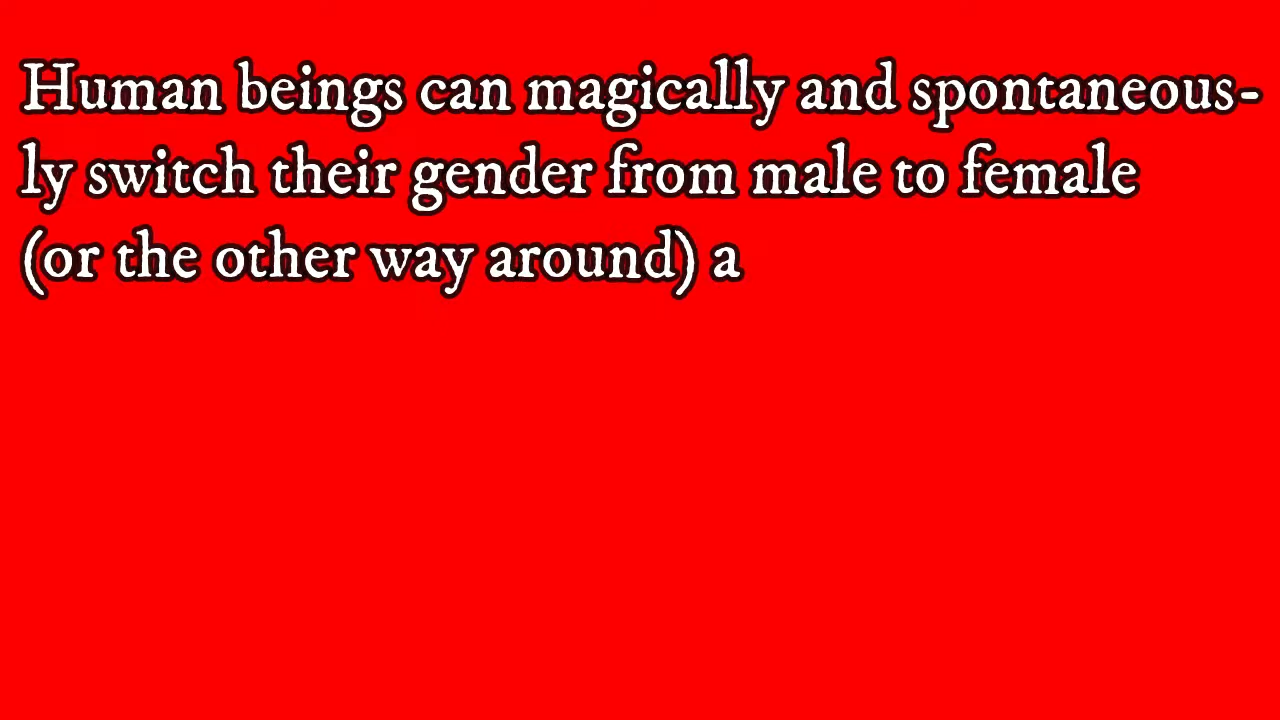 Human beings can magically and spontaneous-
ly switch their gender from male to female
(or the other way around) a